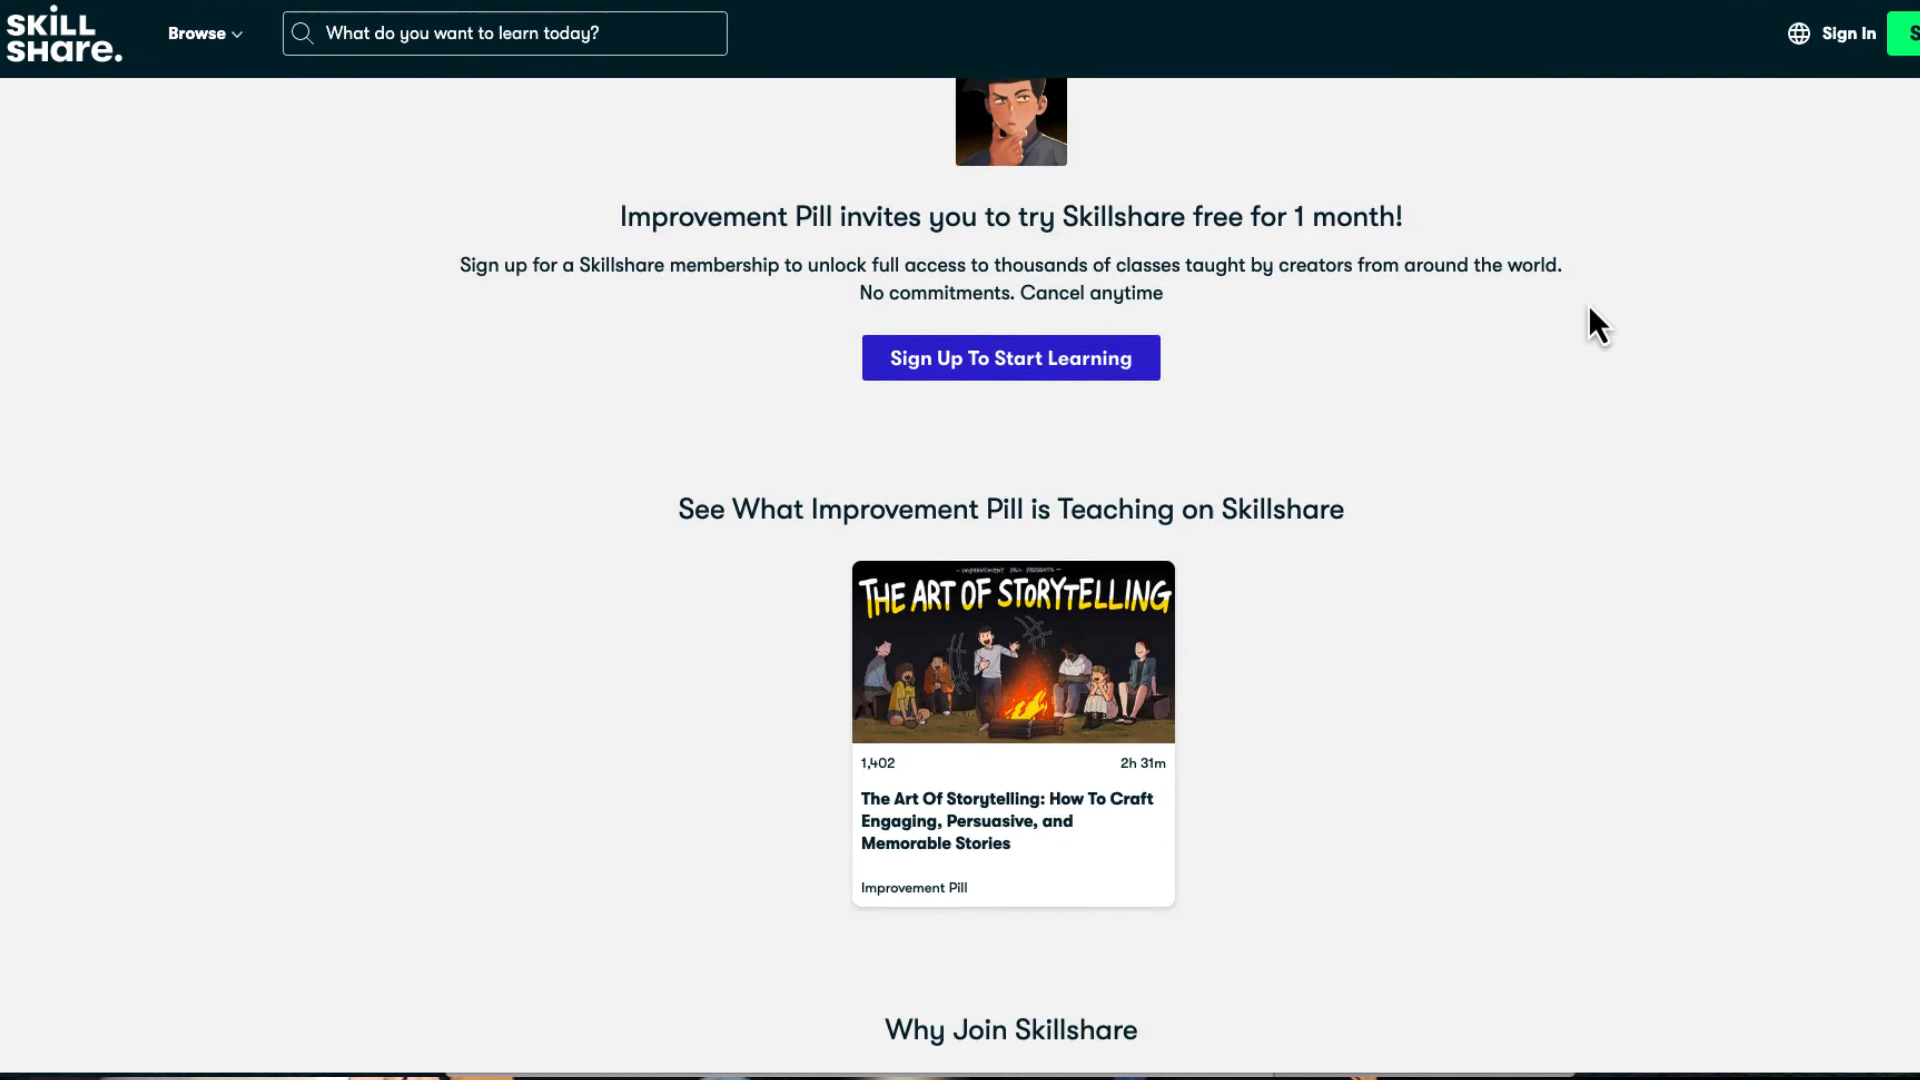 SKILL
SHARE.
Browse
What do you want to learn today?
Sign In
S
Improvement Pill invites you to try Skillshare free for 1 month!
Sign up for a Skillshare membership to unlock full access to thousands of classes taught by creators from around the world.
No commitments. Cancel anytime
Sign Up To Start Learning
See What Improvement Pill is Teaching on Skillshare
- IMPROVEMENT PILL PRESENTS -
THE ART OF STORYTELLING
1,402
2h 31m
The Art Of Storytelling: How To Craft
Engaging, Persuasive, and
Memorable Stories
Improvement Pill
Why Join Skillshare